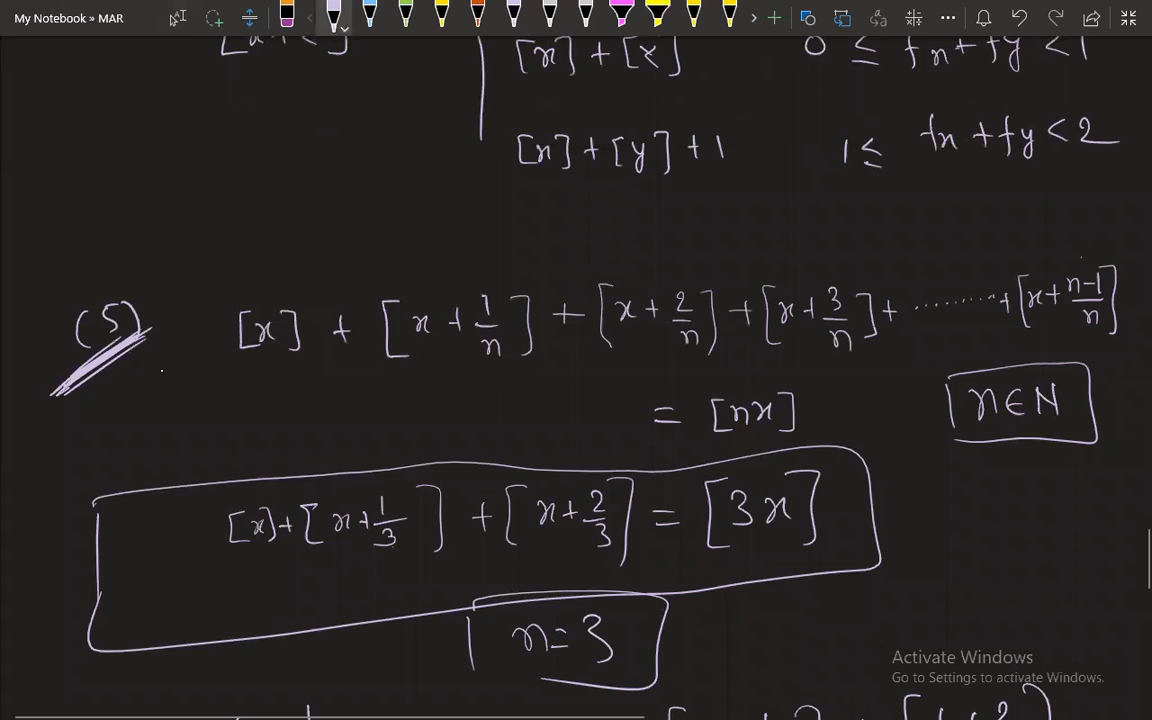 My Notebook » MAR
[x] + [x] 0 ≤ fx + fy < 1
[x] + [y] + 1 1 ≤ fx + fy < 2
(5) [x] + [x + 1/n] + [x + 2/n] + [x + 3/n] + ......... + [x + n-1/n]
= [nx] n ∈ N
[x] + [x + 1/3] + [x + 2/3] = [3x]
n = 3
Activate Windows
Go to Settings to activate Windows.